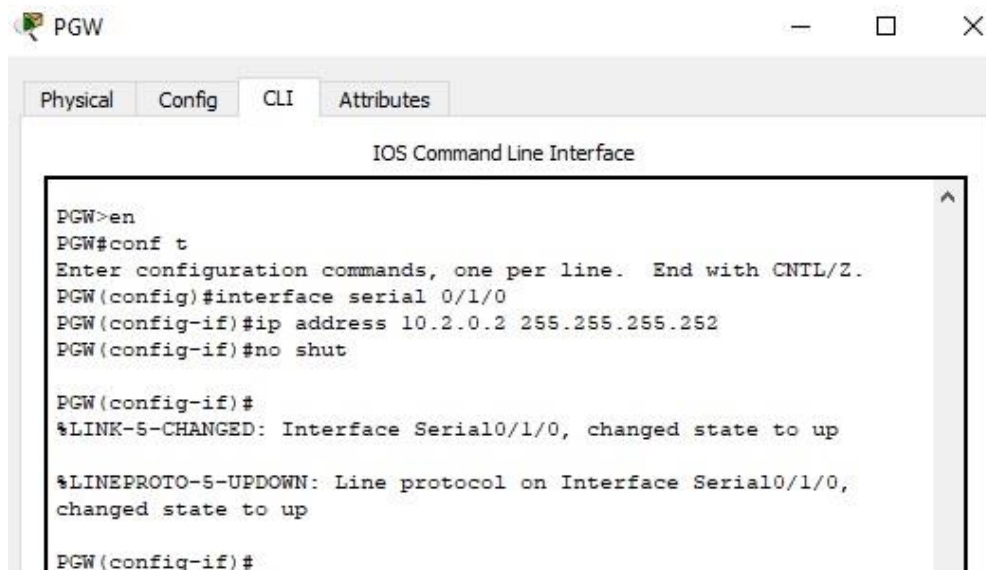 PGW
Physical Config CLI Attributes
IOS Command Line Interface
PGW>en
PGW#conf t
Enter configuration commands, one per line.  End with CNTL/Z.
PGW(config)#interface serial 0/1/0
PGW(config-if)#ip address 10.2.0.2 255.255.255.252
PGW(config-if)#no shut
PGW(config-if)#
%LINK-5-CHANGED: Interface Serial0/1/0, changed state to up
%LINEPROTO-5-UPDOWN: Line protocol on Interface Serial0/1/0,
changed state to up
PGW(config-if)#